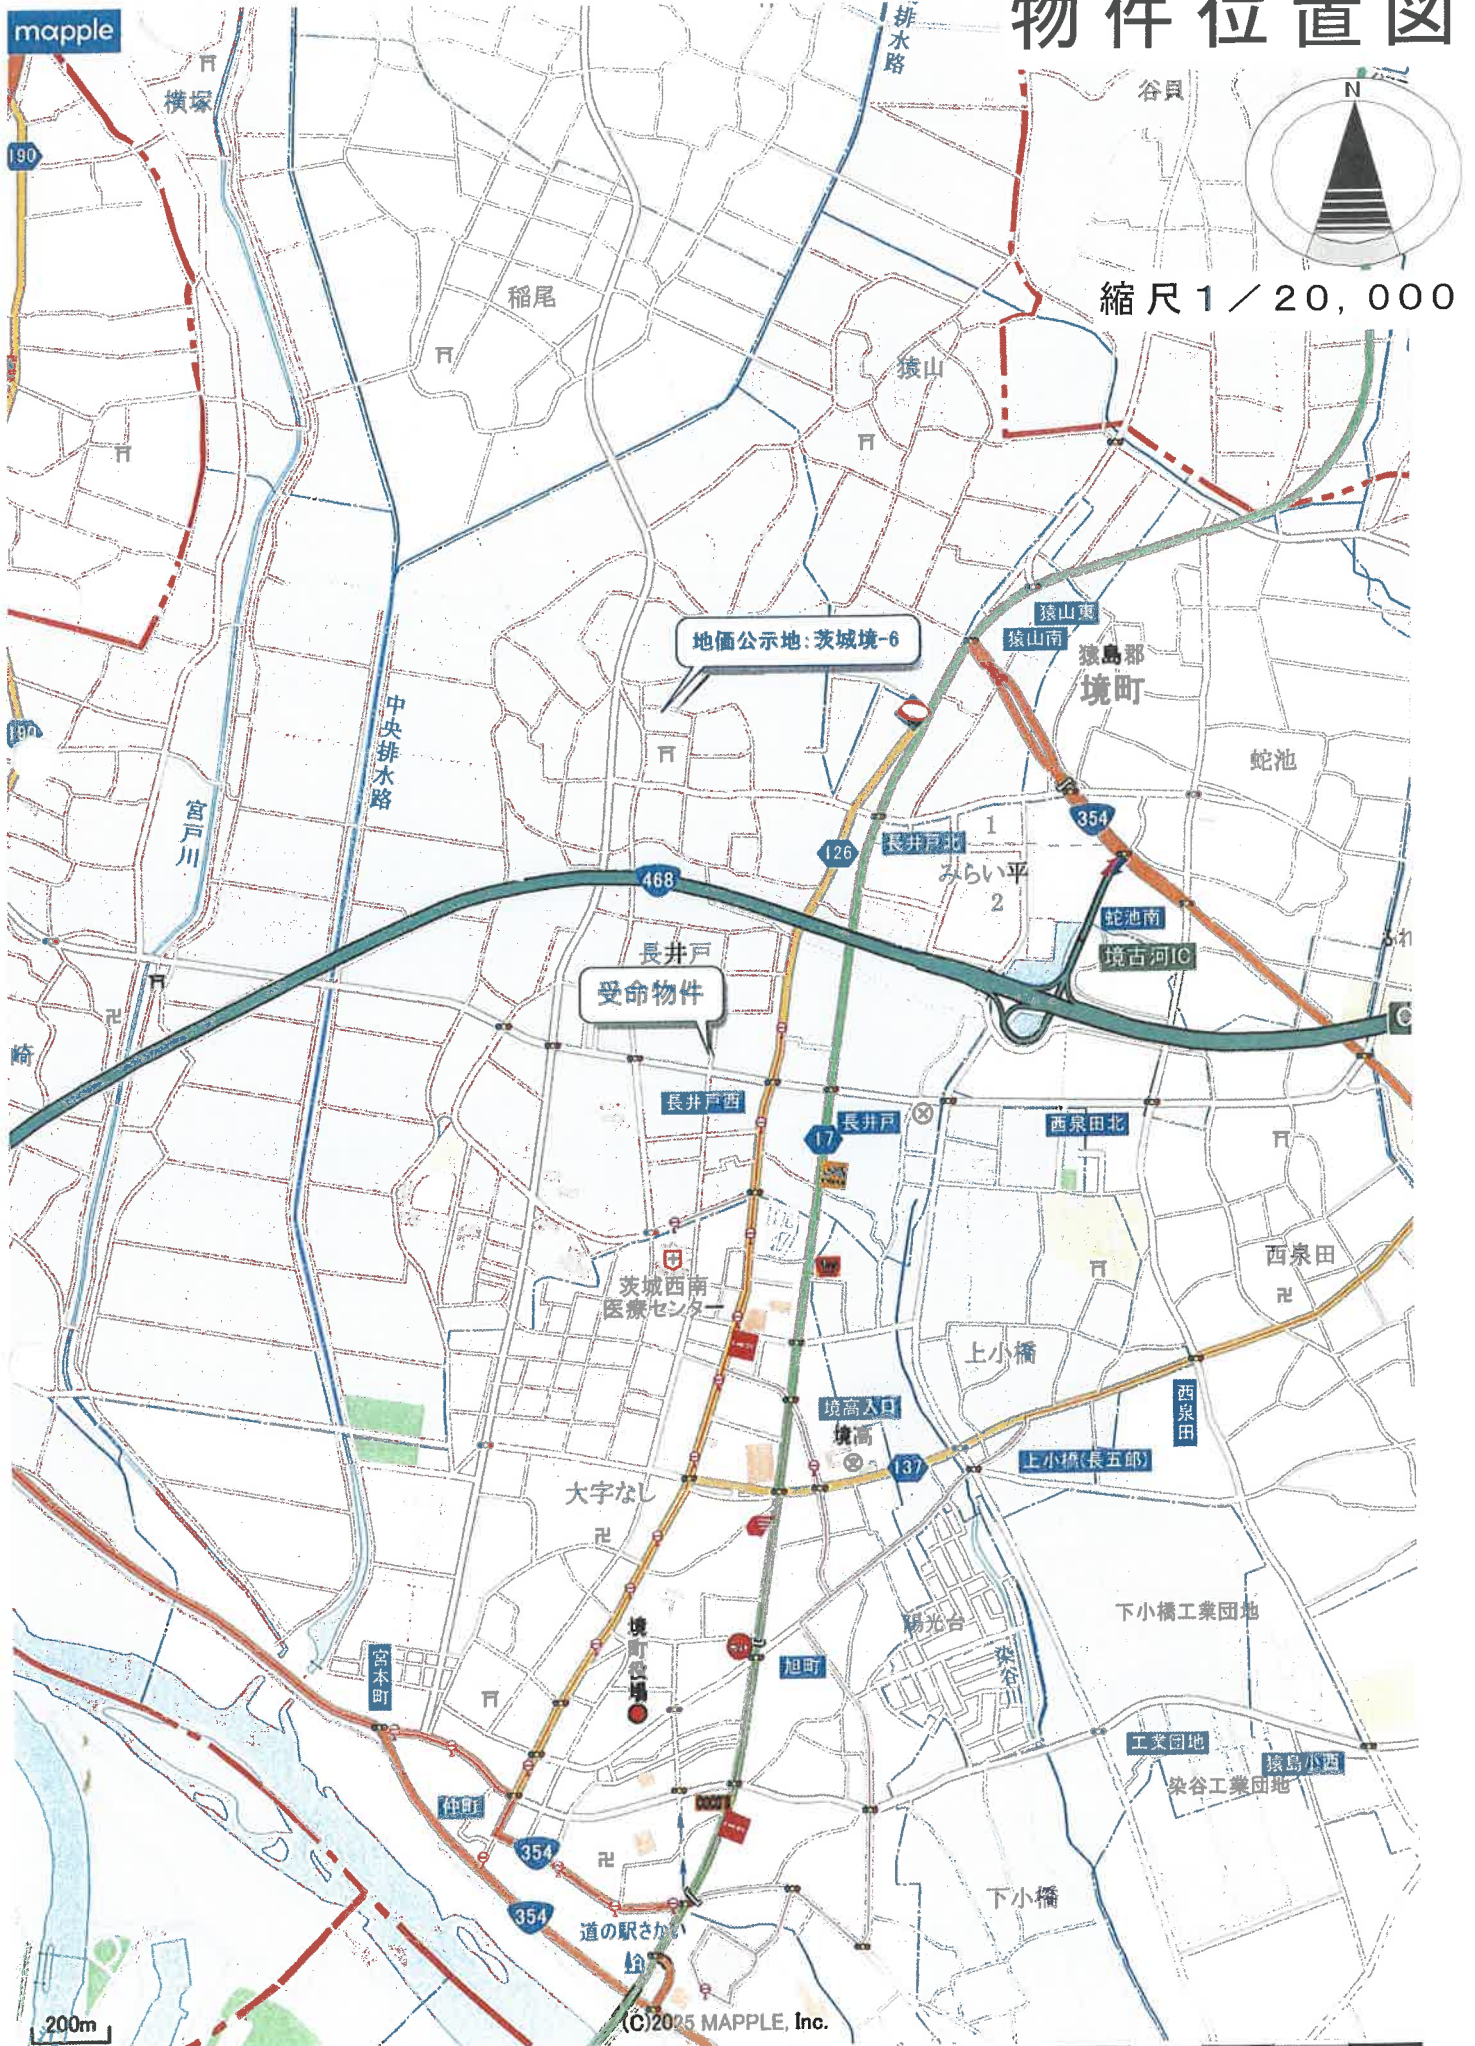 物件位置図
mapple
排水路
谷貝
横塚
N
190
縮尺1/20,000
稲尾
猿山
猿山東
地価公示地:茨城境-6
猿山南
猿島郡
境町
中央排水路
190
蛇池
宮戸川
354
1
126
長井戸北
みらい平
468
2
蛇池南
長井戸
境古河IC
受命物件
C
崎
長井戸西
長井戸
西泉田北
17
西泉田
茨城西南
医療センター
上小橋
西泉田
境高入口
境高
上小橋(長五郎)
137
大字なし
下小橋工業団地
陽光台
境町役場
染谷川
宮本町
旭町
工業団地
猿島小西
染谷工業団地
仲町
354
下小橋
354
道の駅さかい
200m
(C)2025 MAPPLE, Inc.